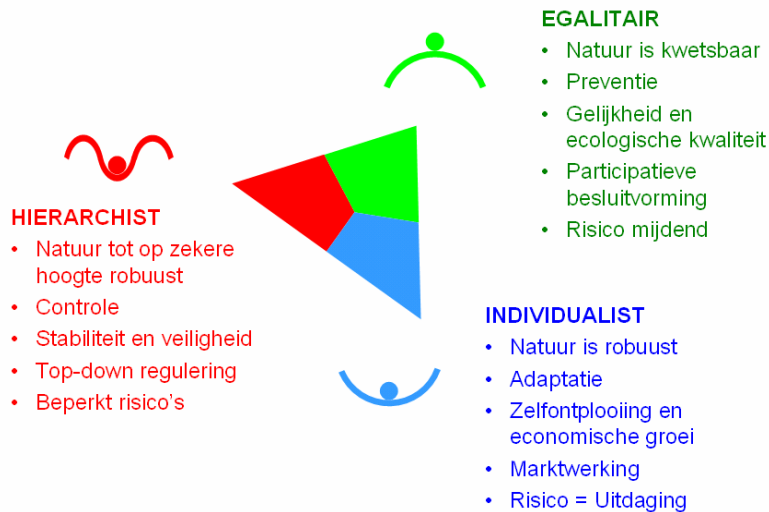 EGALITAIR
• Natuur is kwetsbaar
• Preventie
• Gelijkheid en
ecologische kwaliteit
• Participatieve
besluitvorming
• Risico mijdend
HIERARCHIST
• Natuur tot op zekere
hoogte robuust
• Controle
• Stabiliteit en veiligheid
• Top-down regulering
• Beperkt risico's
INDIVIDUALIST
• Natuur is robuust
• Adaptatie
• Zelfontplooiing en
economische groei
• Marktwerking
• Risico = Uitdaging